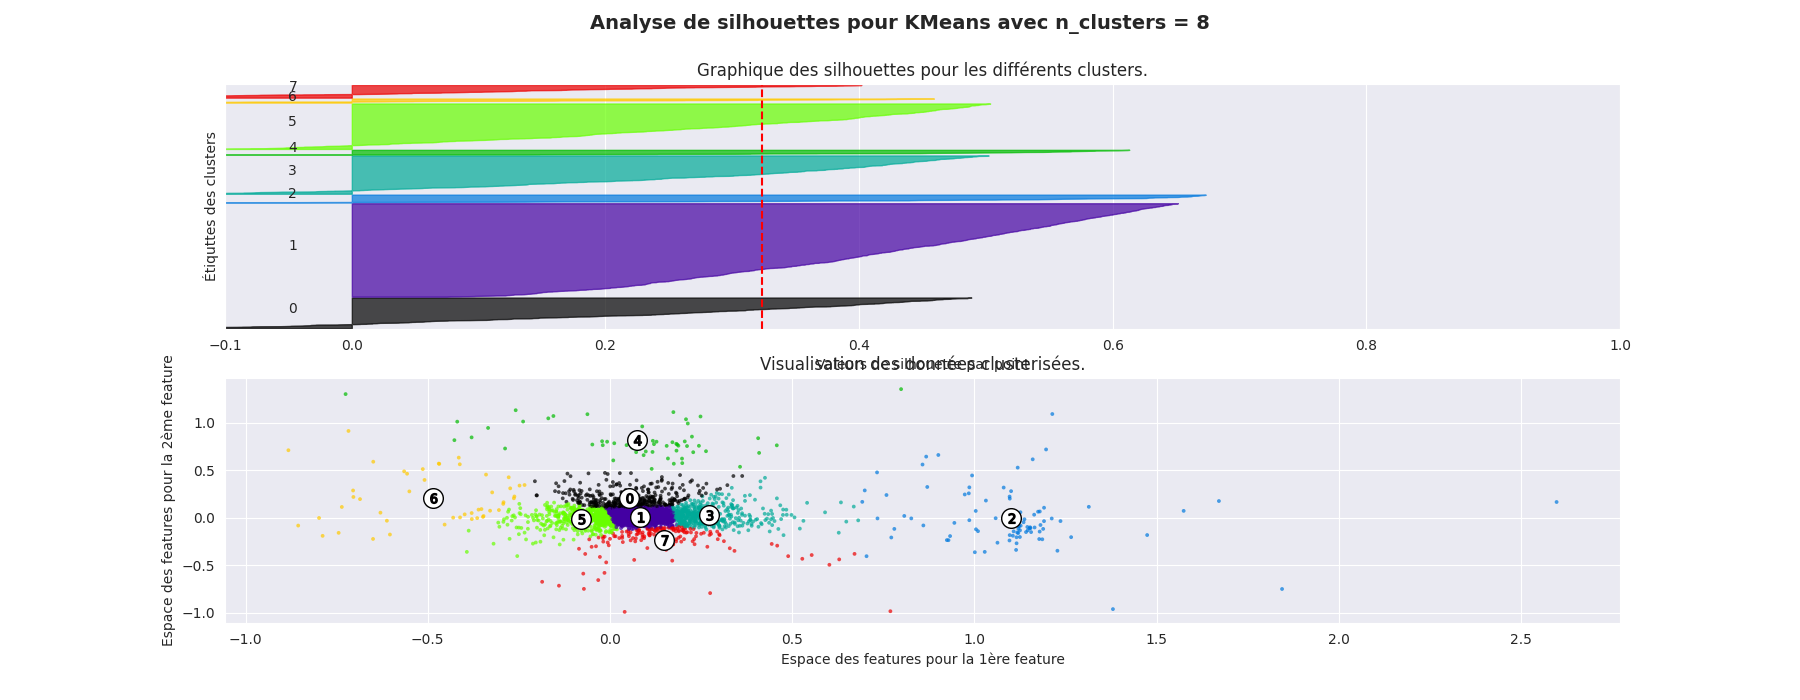 Analyse de silhouettes pour KMeans avec n_clusters = 8
Graphique des silhouettes pour les différents clusters.
Étiquttes des clusters
7
6
5
4
3
2
1
0
−0.1 0.0 0.2 0.4 0.6 0.8 1.0
Visualisation des données clusterisées.
Espace des features pour la 2ème feature
1.0
0.5
0.0
−0.5
−1.0
4
6
0
5
1
3
2
7
−1.0 −0.5 0.0 0.5 1.0 1.5 2.0 2.5
Espace des features pour la 1ère feature